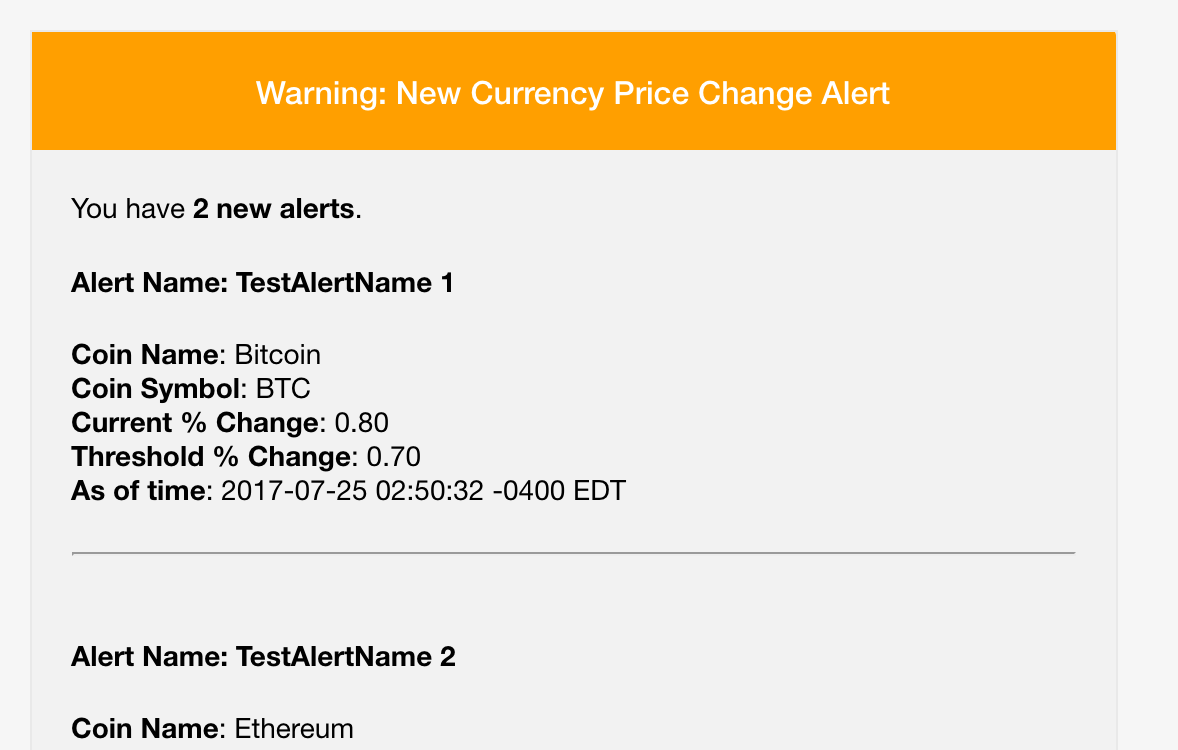 Warning: New Currency Price Change Alert
You have 2 new alerts.
Alert Name: TestAlertName 1
Coin Name: Bitcoin
Coin Symbol: BTC
Current % Change: 0.80
Threshold % Change: 0.70
As of time: 2017-07-25 02:50:32 -0400 EDT
Alert Name: TestAlertName 2
Coin Name: Ethereum